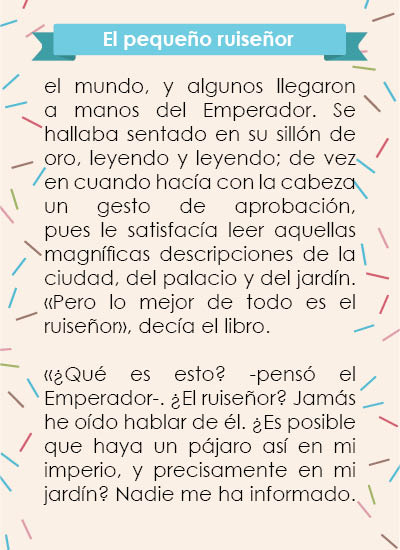 El pequeño ruiseñor
el mundo, y algunos llegaron
a manos del Emperador. Se
hallaba sentado en su sillón de
oro, leyendo y leyendo; de vez
en cuando hacía con la cabeza
un gesto de aprobación,
pues le satisfacía leer aquellas
magníficas descripciones de la
ciudad, del palacio y del jardín.
«Pero lo mejor de todo es el
ruiseñor», decía el libro.
«¿Qué es esto? -pensó el
Emperador-. ¿El ruiseñor? Jamás
he oído hablar de él. ¿Es posible
que haya un pájaro así en mi
imperio, y precisamente en mi
jardín? Nadie me ha informado.